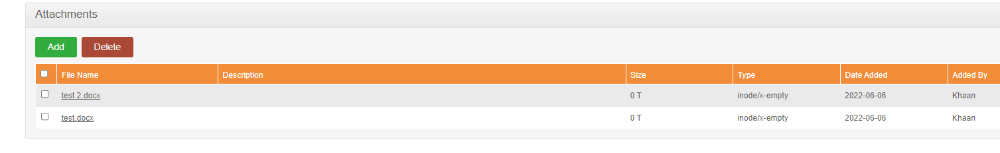 Attachments
Add Delete
File Name Description Size Type Date Added Added By
test 2.docx 0 T inode/x-empty 2022-06-06 Khaan
test.docx 0 T inode/x-empty 2022-06-06 Khaan